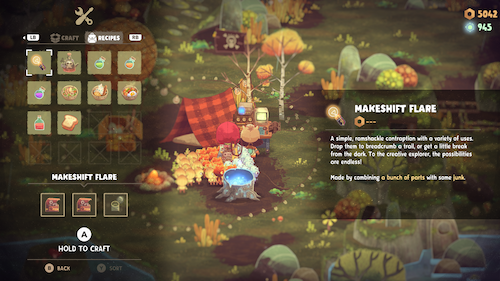 5042
945
LB CRAFT RECIPES RB
MAKESHIFT FLARE
---
A simple, ramshackle contraption with a variety of uses.
Drop them to breadcrumb a trail, or get a little break
from the dark. To the creative explorer, the possibilities
are endless!
Made by combining a bunch of parts with some junk.
MAKESHIFT FLARE
A
HOLD TO CRAFT
B BACK
Y SORT